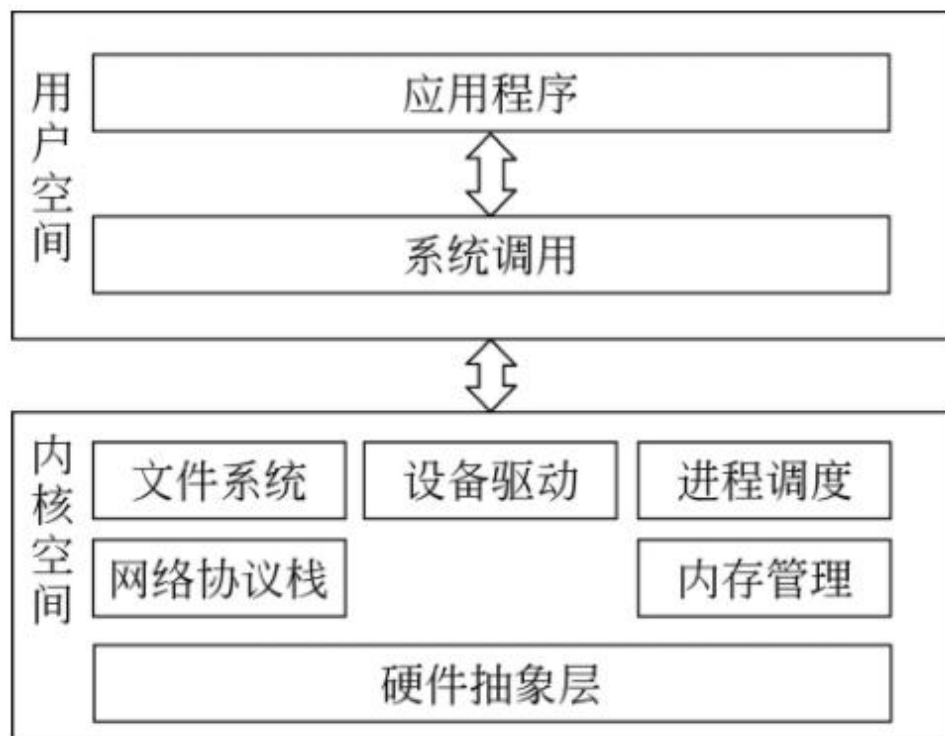 用户空间
应用程序
系统调用
内核空间
文件系统
设备驱动
进程调度
网络协议栈
内存管理
硬件抽象层